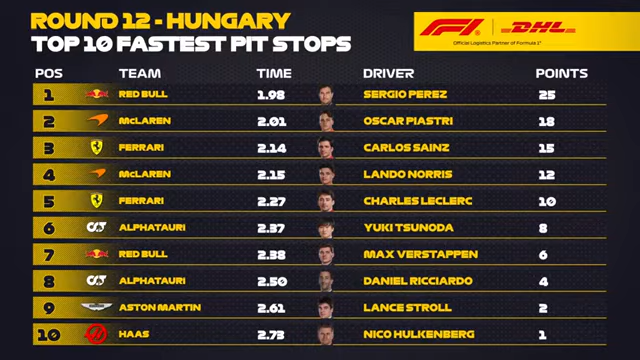 ROUND 12 - HUNGARY
TOP 10 FASTEST PIT STOPS
F1 DHL
Official Logistics Partner of Formula 1®
POS TEAM TIME DRIVER POINTS
1 RED BULL 1.98 SERGIO PEREZ 25
2 McLAREN 2.01 OSCAR PIASTRI 18
3 FERRARI 2.14 CARLOS SAINZ 15
4 McLAREN 2.15 LANDO NORRIS 12
5 FERRARI 2.27 CHARLES LECLERC 10
6 ALPHATAURI 2.37 YUKI TSUNODA 8
7 RED BULL 2.38 MAX VERSTAPPEN 6
8 ALPHATAURI 2.50 DANIEL RICCIARDO 4
9 ASTON MARTIN 2.61 LANCE STROLL 2
10 HAAS 2.73 NICO HULKENBERG 1